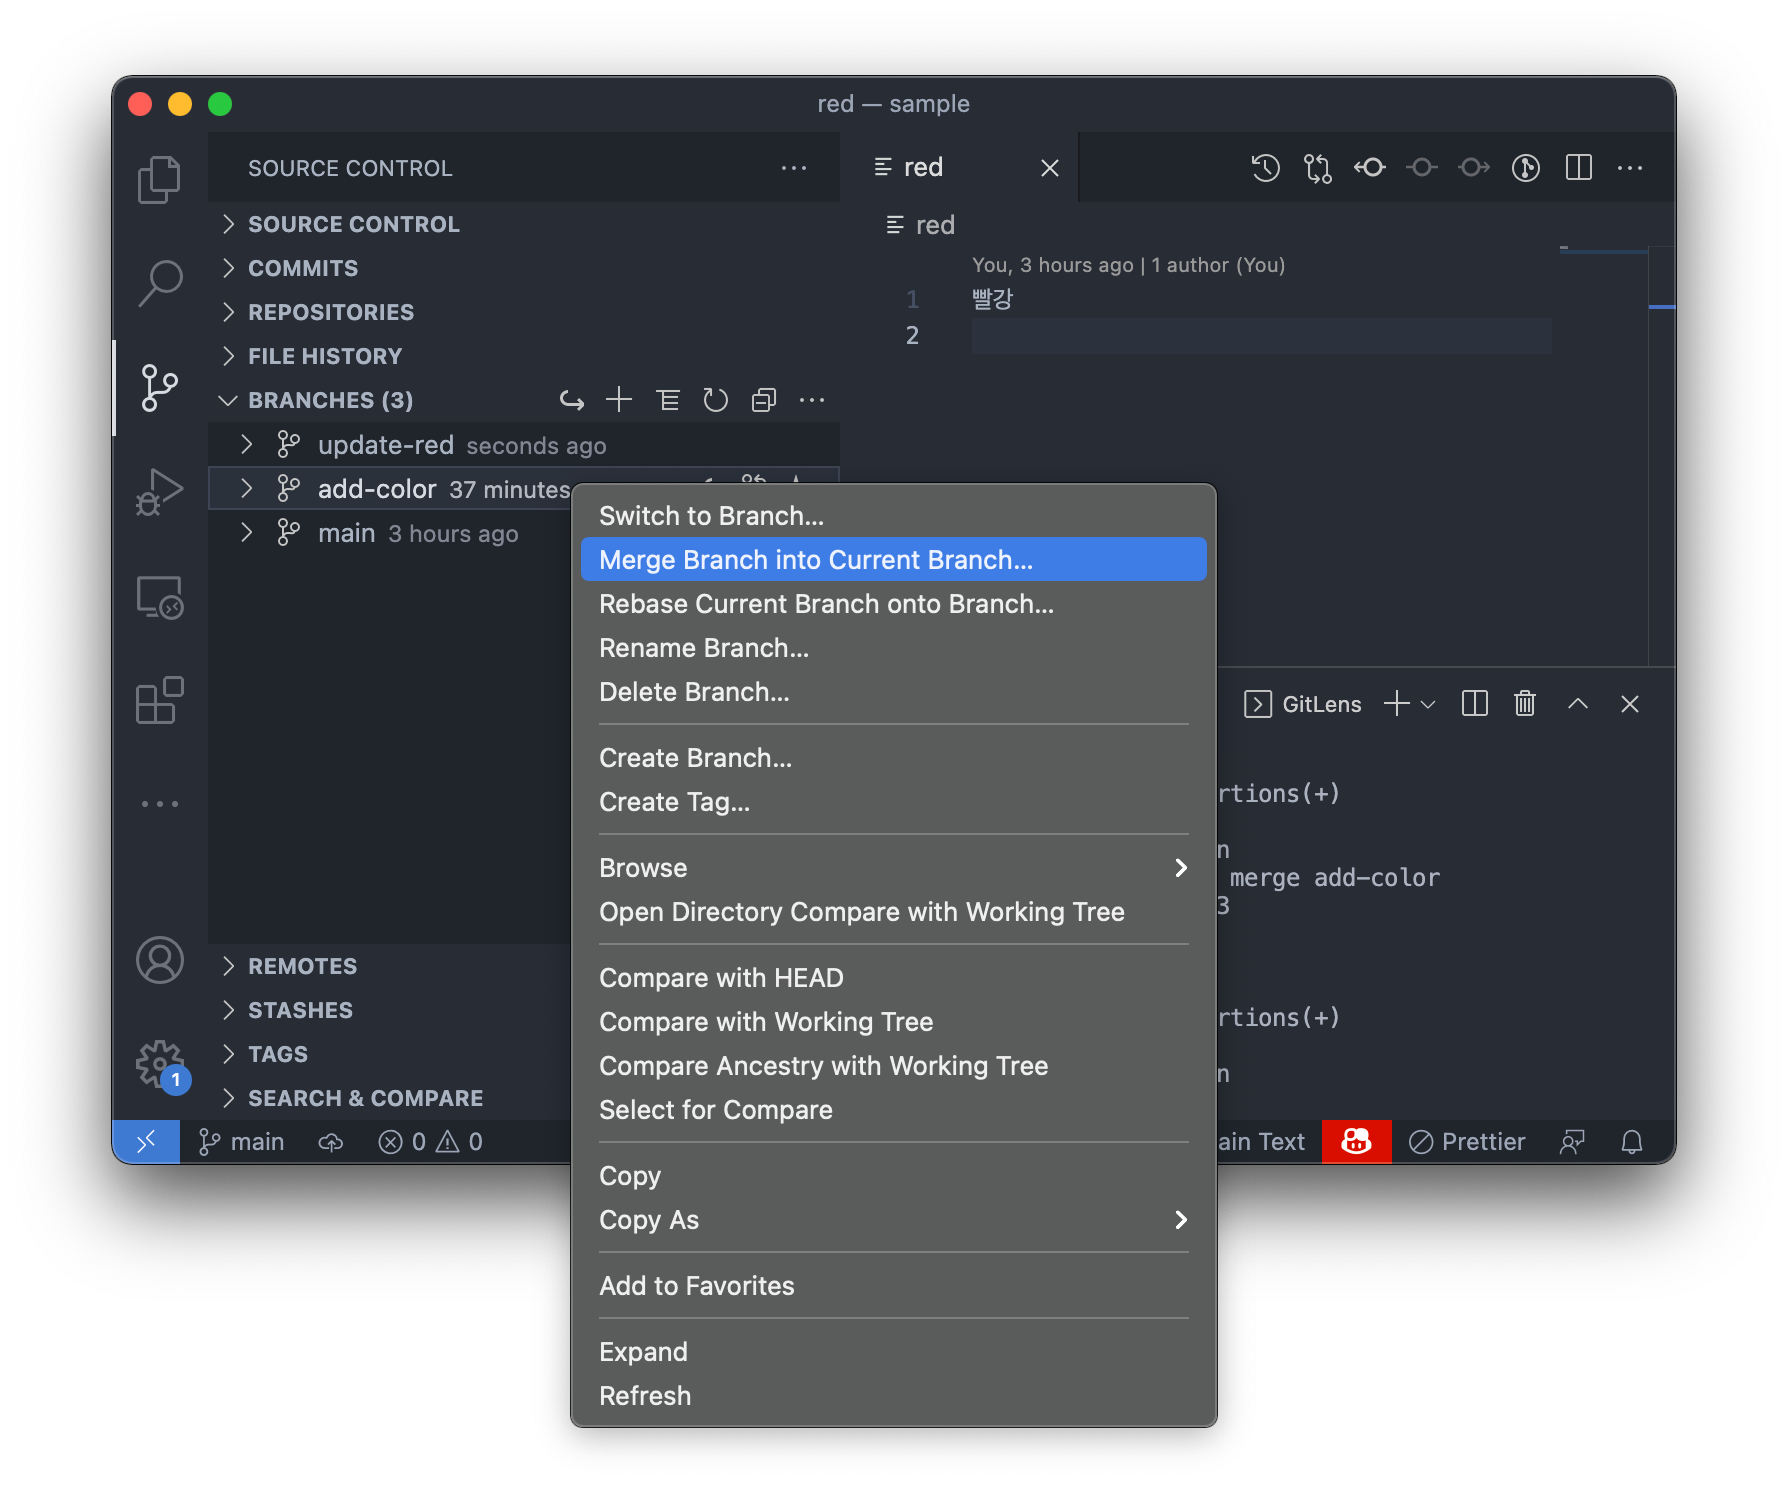 red — sample
SOURCE CONTROL
SOURCE CONTROL
COMMITS
REPOSITORIES
FILE HISTORY
BRANCHES (3)
update-red seconds ago
add-color 37 minutes
main 3 hours ago
REMOTES
STASHES
TAGS
SEARCH & COMPARE
1
main
0 0
red
red
You, 3 hours ago | 1 author (You)
1 빨강
2
Switch to Branch...
Merge Branch into Current Branch...
Rebase Current Branch onto Branch...
Rename Branch...
Delete Branch...
Create Branch...
Create Tag...
Browse
Open Directory Compare with Working Tree
Compare with HEAD
Compare with Working Tree
Compare Ancestry with Working Tree
Select for Compare
Copy
Copy As
Add to Favorites
Expand
Refresh
GitLens
rtions(+)
n
merge add-color
3
rtions(+)
n
ain Text
Prettier